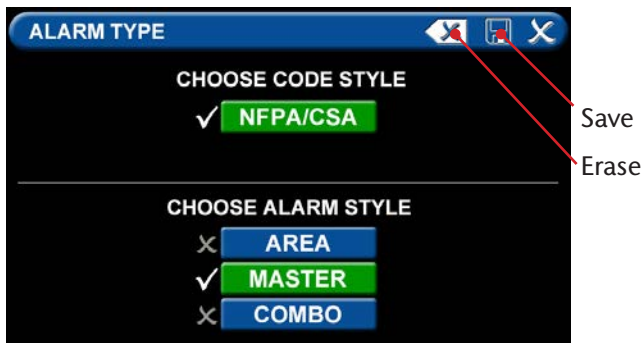 ALARM TYPE
CHOOSE CODE STYLE
NFPA/CSA
Save
Erase
CHOOSE ALARM STYLE
AREA
MASTER
COMBO